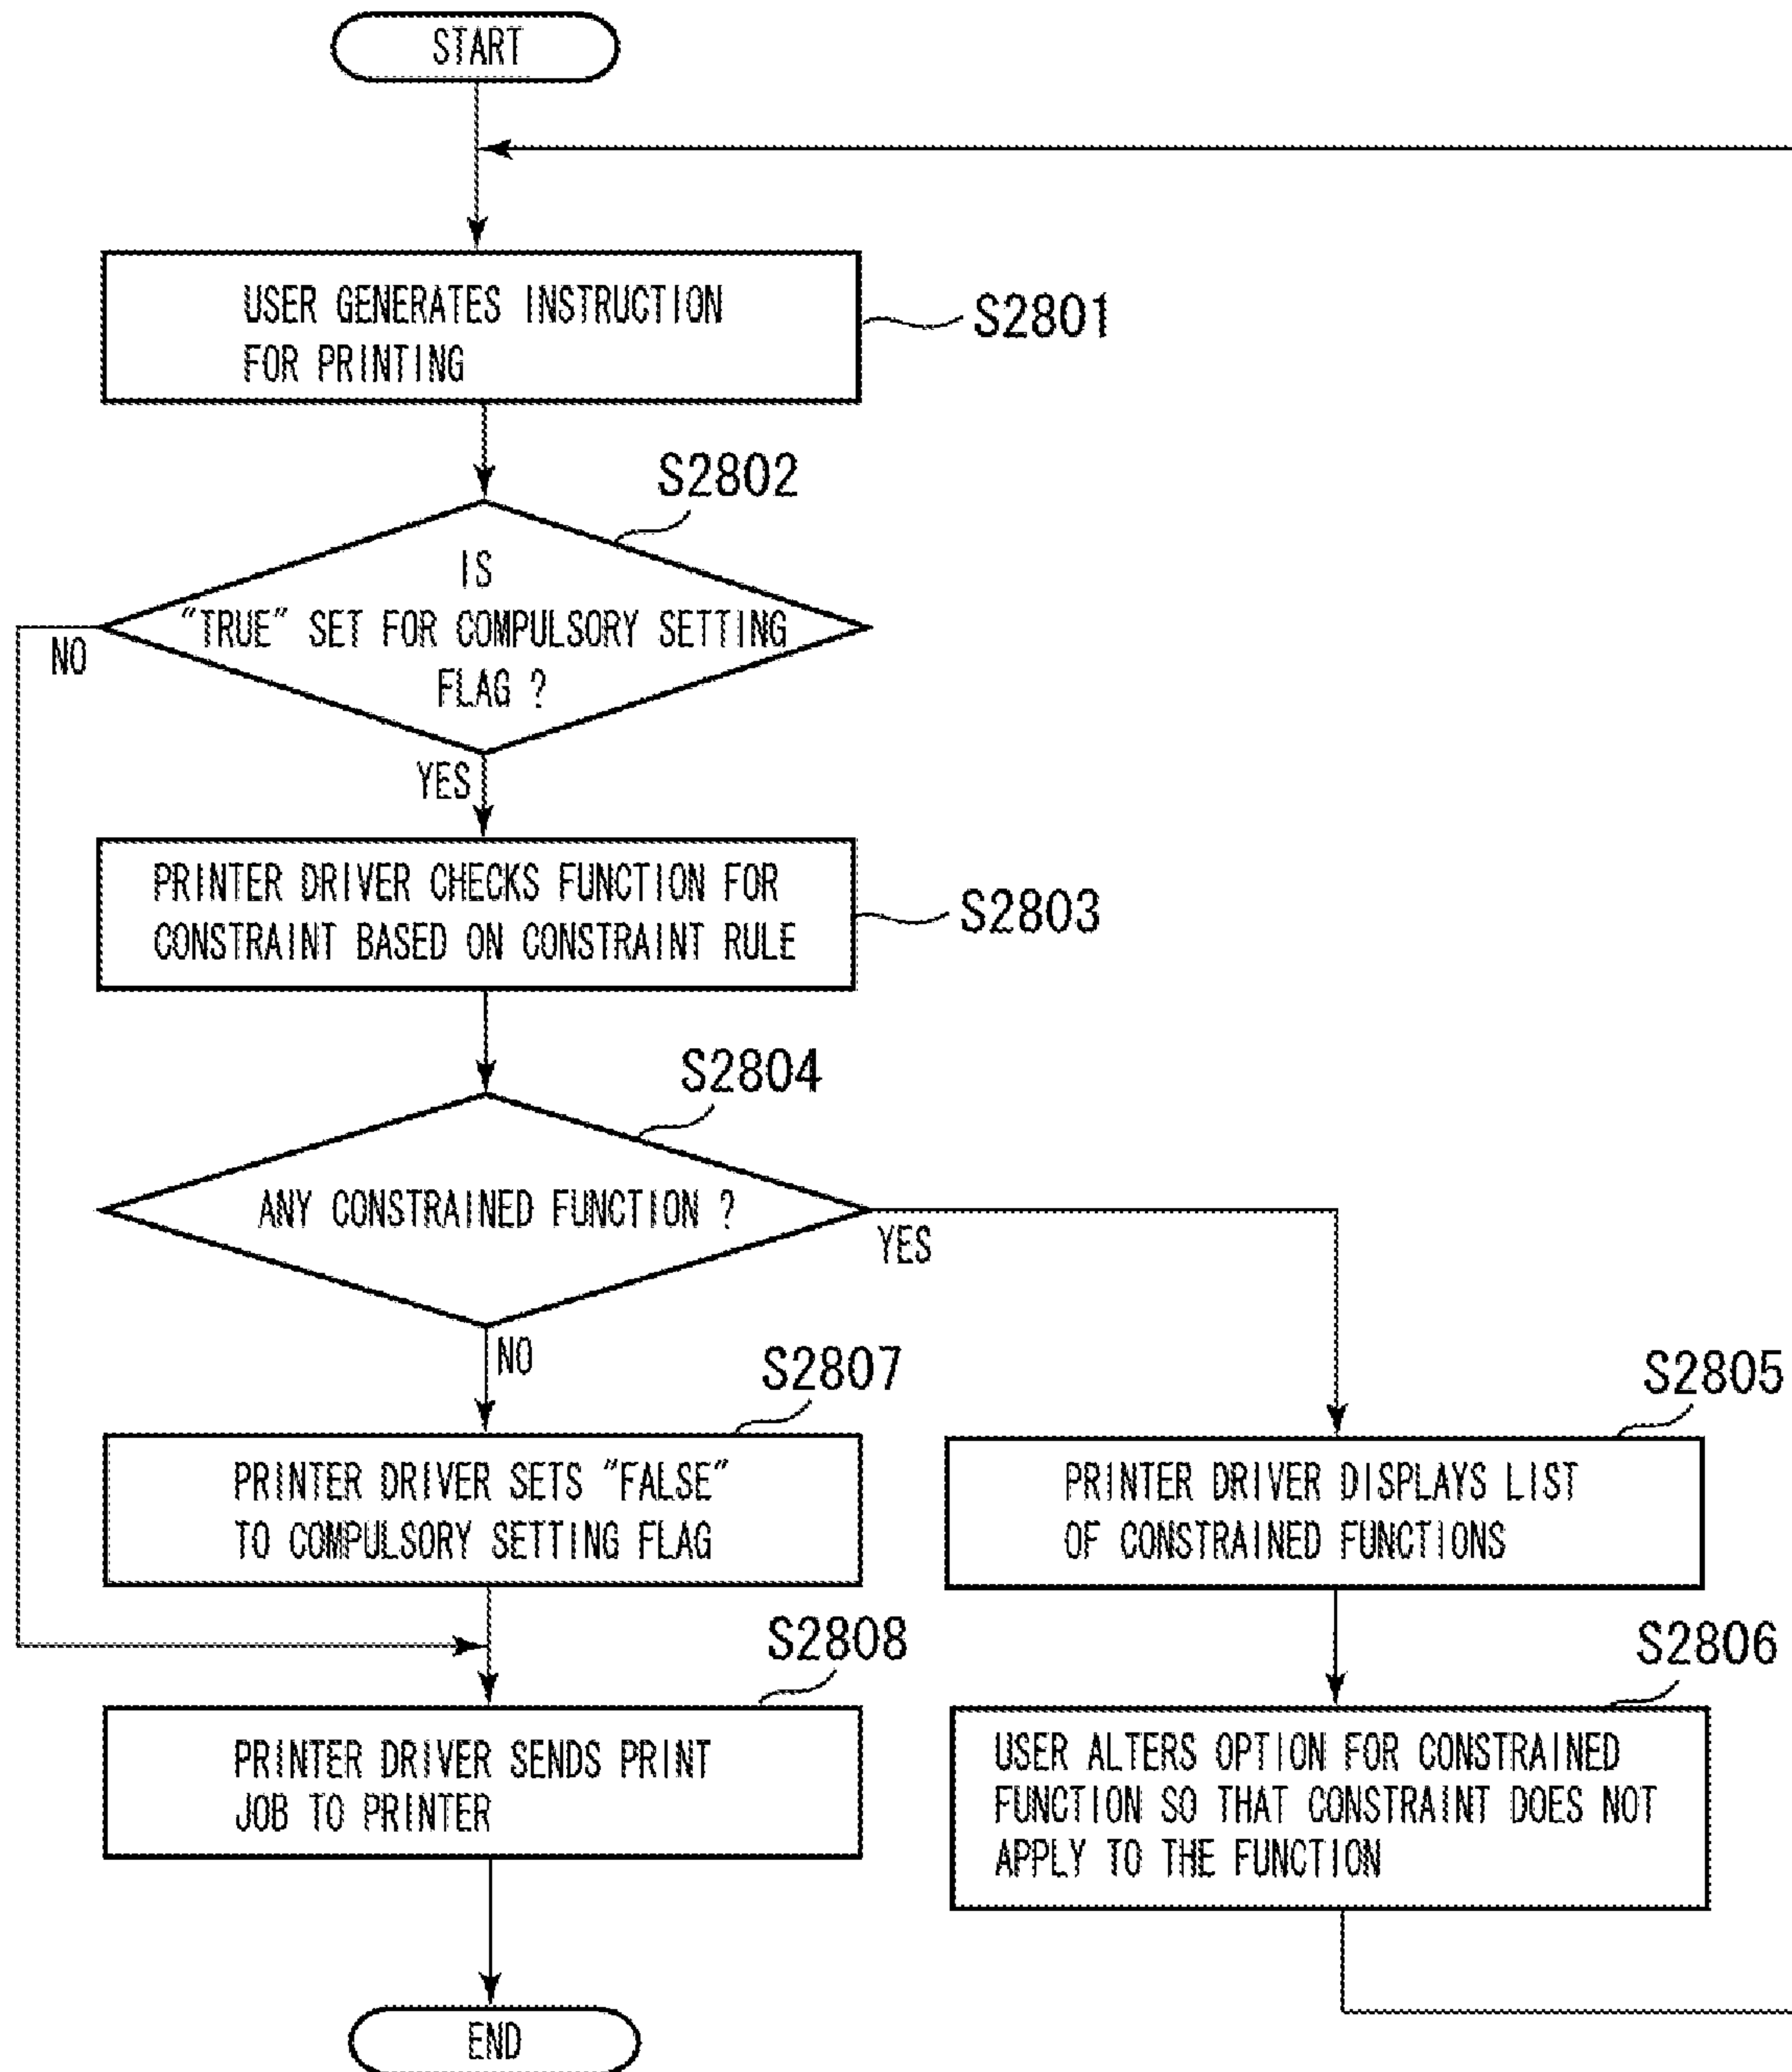 START
USER GENERATES INSTRUCTION
FOR PRINTING
S2801
S2802
IS
"TRUE" SET FOR COMPULSORY SETTING
FLAG ?
NO
YES
PRINTER DRIVER CHECKS FUNCTION FOR
CONSTRAINT BASED ON CONSTRAINT RULE
S2803
S2804
ANY CONSTRAINED FUNCTION ?
YES
NO
S2807
PRINTER DRIVER SETS "FALSE"
TO COMPULSORY SETTING FLAG
S2805
PRINTER DRIVER DISPLAYS LIST
OF CONSTRAINED FUNCTIONS
S2808
PRINTER DRIVER SENDS PRINT
JOB TO PRINTER
S2806
USER ALTERS OPTION FOR CONSTRAINED
FUNCTION SO THAT CONSTRAINT DOES NOT
APPLY TO THE FUNCTION
END